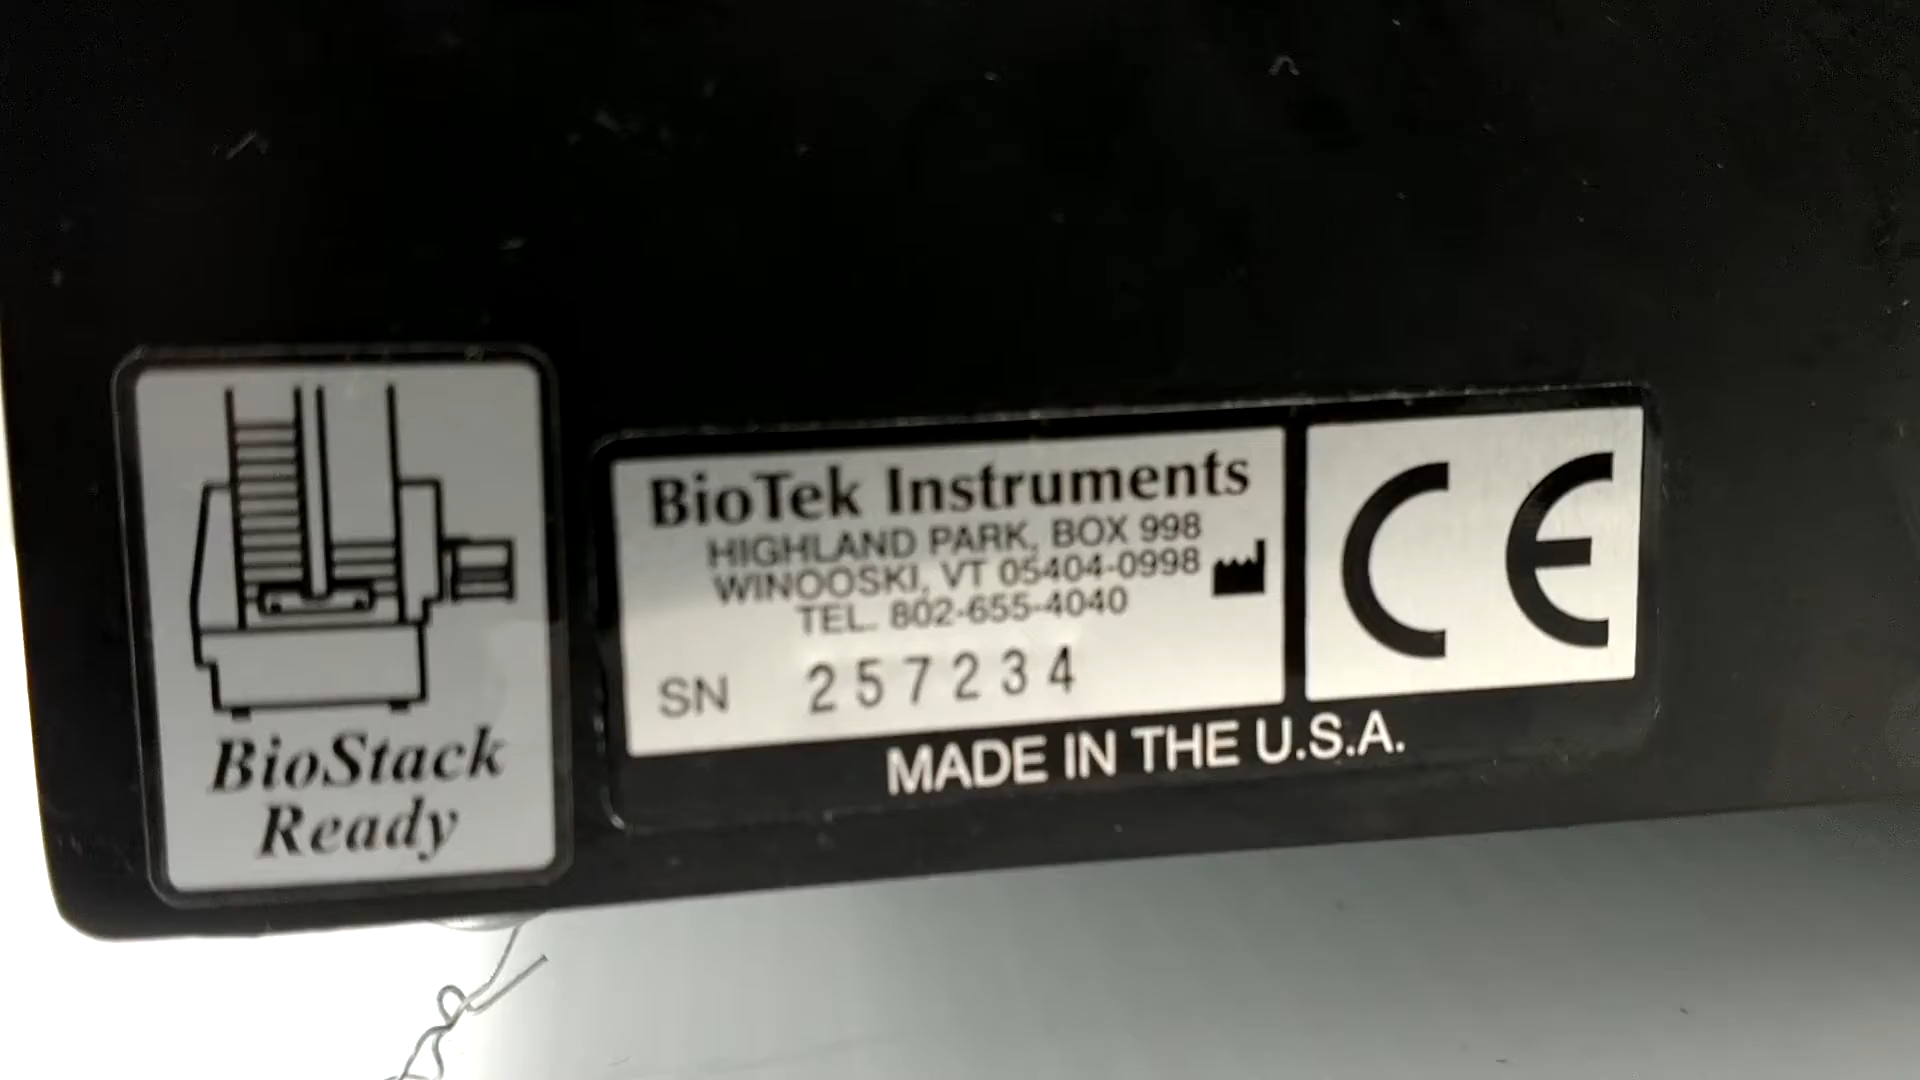 BioStack
Ready
BioTek Instruments
HIGHLAND PARK, BOX 998
WINOOSKI, VT 05404-0998
TEL. 802-655-4040
SN 257234
CE
MADE IN THE U.S.A.